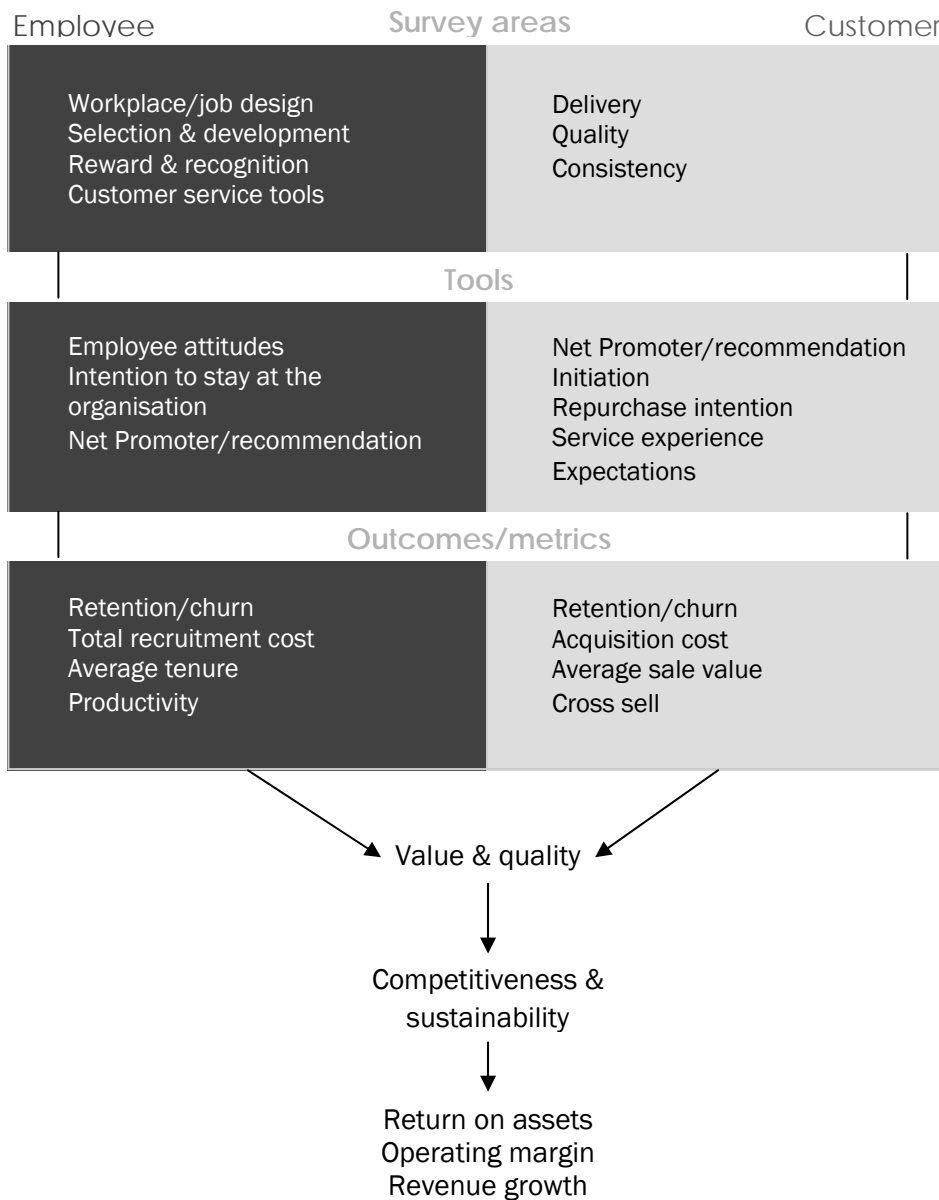 Employee
Survey areas
Customer
Workplace/job design
Selection & development
Reward & recognition
Customer service tools
Delivery
Quality
Consistency
Tools
Employee attitudes
Intention to stay at the
organisation
Net Promoter/recommendation
Net Promoter/recommendation
Initiation
Repurchase intention
Service experience
Expectations
Outcomes/metrics
Retention/churn
Total recruitment cost
Average tenure
Productivity
Retention/churn
Acquisition cost
Average sale value
Cross sell
Value & quality
Competitiveness &
sustainability
Return on assets
Operating margin
Revenue growth